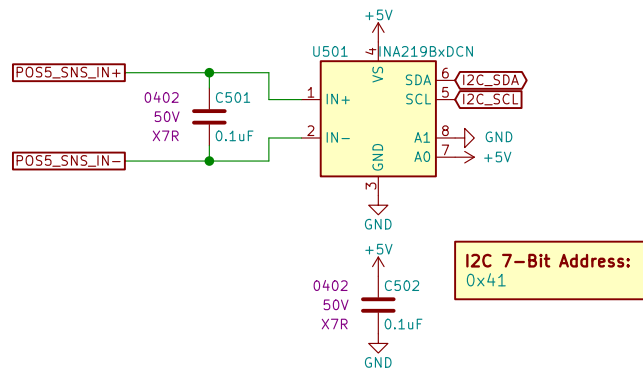 +5V
U501
INA219BxDCN
4
VS
POS5_SNS_IN+
0402
50V
X7R
C501
0.1uF
1
IN+
SDA
6
I2C_SDA
SCL
5
I2C_SCL
2
IN-
A1
8
GND
POS5_SNS_IN-
GND
A0
7
+5V
3
GND
+5V
0402
50V
X7R
C502
0.1uF
GND
I2C 7-Bit Address:
0x41